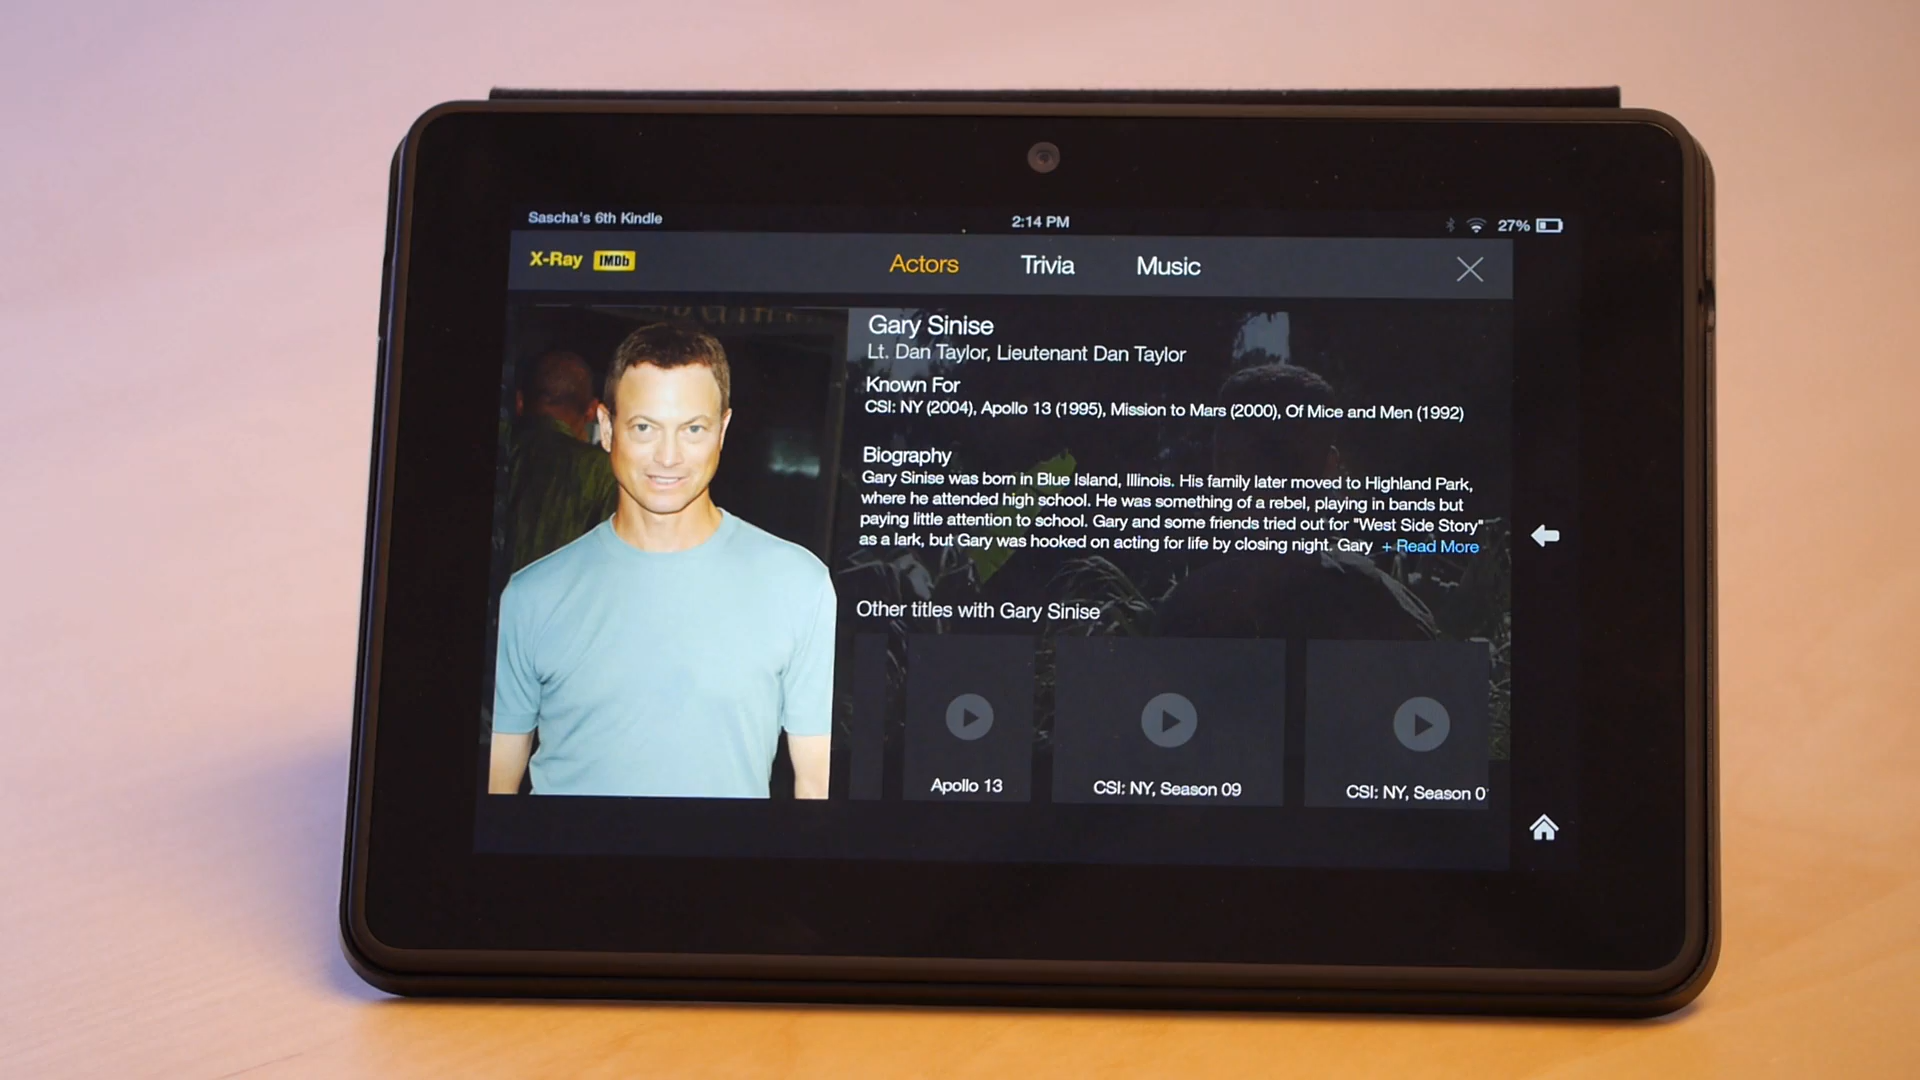 Sascha's 6th Kindle
2:14 PM
27%
X-Ray IMDb
Actors
Trivia
Music
Gary Sinise
Lt. Dan Taylor, Lieutenant Dan Taylor
Known For
CSI: NY (2004), Apollo 13 (1995), Mission to Mars (2000), Of Mice and Men (1992)
Biography
Gary Sinise was born in Blue Island, Illinois. His family later moved to Highland Park,
where he attended high school. He was something of a rebel, playing in bands but
paying little attention to school. Gary and some friends tried out for "West Side Story"
as a lark, but Gary was hooked on acting for life by closing night. Gary + Read More
Other titles with Gary Sinise
Apollo 13
CSI: NY, Season 09
CSI: NY, Season 0